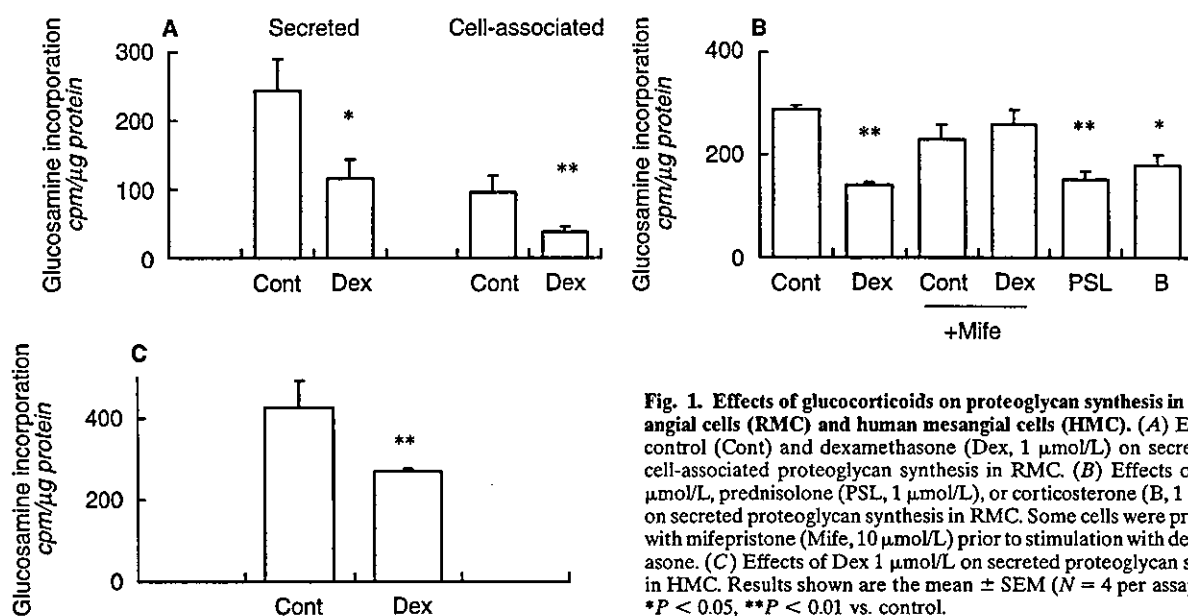 A
Secreted
Cell-associated
Glucosamine incorporation
cpm/µg protein
300
200
100
0
*
**
Cont
Dex
Cont
Dex
B
Glucosamine incorporation
cpm/µg protein
400
200
0
**
**
*
Cont
Dex
Cont
Dex
PSL
B
+Mife
C
Glucosamine incorporation
cpm/µg protein
400
200
0
**
Cont
Dex
Fig. 1. Effects of glucocorticoids on proteoglycan synthesis in
angial cells (RMC) and human mesangial cells (HMC). (A) E
control (Cont) and dexamethasone (Dex, 1 µmol/L) on secre
cell-associated proteoglycan synthesis in RMC. (B) Effects o
µmol/L, prednisolone (PSL, 1 µmol/L), or corticosterone (B, 1
on secreted proteoglycan synthesis in RMC. Some cells were pr
with mifepristone (Mife, 10 µmol/L) prior to stimulation with de
asone. (C) Effects of Dex 1 µmol/L on secreted proteoglycan s
in HMC. Results shown are the mean ± SEM (N = 4 per assay
*P < 0.05, **P < 0.01 vs. control.